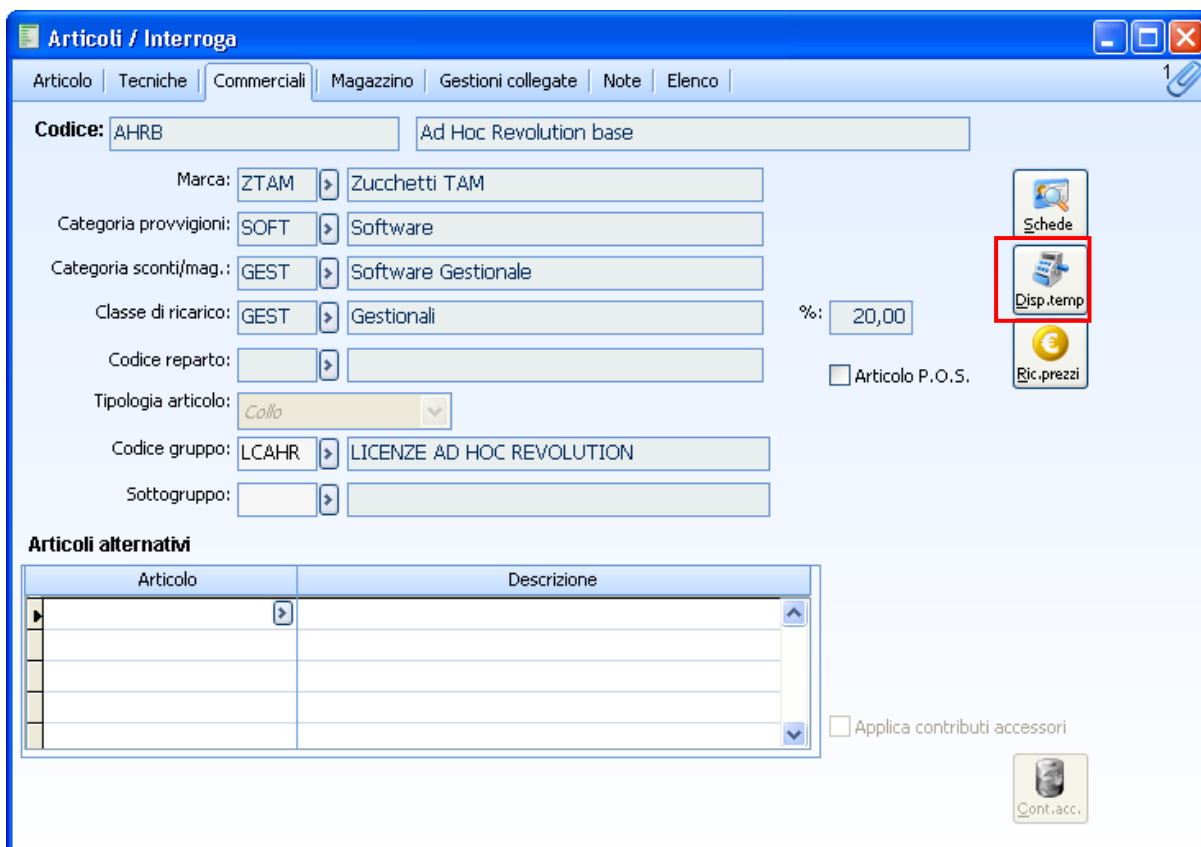 Articoli / Interroga
Articolo | Tecniche | Commerciali | Magazzino | Gestioni collegate | Note | Elenco
1
Codice: AHRB Ad Hoc Revolution base
Marca: ZTAM Zucchetti TAM
Schede
Categoria provvigioni: SOFT Software
Categoria sconti/mag.: GEST Software Gestionale
Disp.temp
Classe di ricarico: GEST Gestionali %: 20,00
Codice reparto:
Articolo P.O.S.
Ric.prezzi
Tipologia articolo: Collo
Codice gruppo: LCAHR LICENZE AD HOC REVOLUTION
Sottogruppo:
Articoli alternativi
Articolo Descrizione
Applica contributi accessori
Cont.acc.